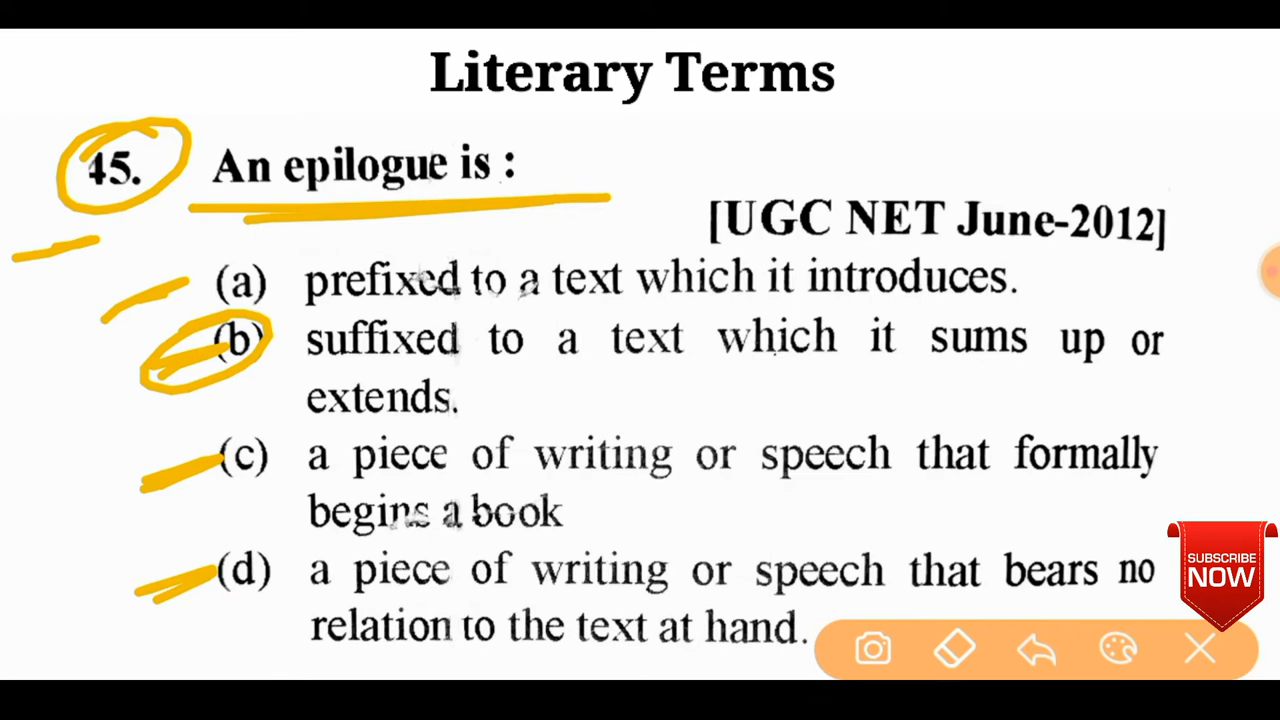 Literary Terms
45. An epilogue is :
[UGC NET June-2012]
(a) prefixed to a text which it introduces.
(b) suffixed to a text which it sums up or
extends.
(c) a piece of writing or speech that formally
begins a book
(d) a piece of writing or speech that bears no
relation to the text at hand.
SUBSCRIBE
NOW